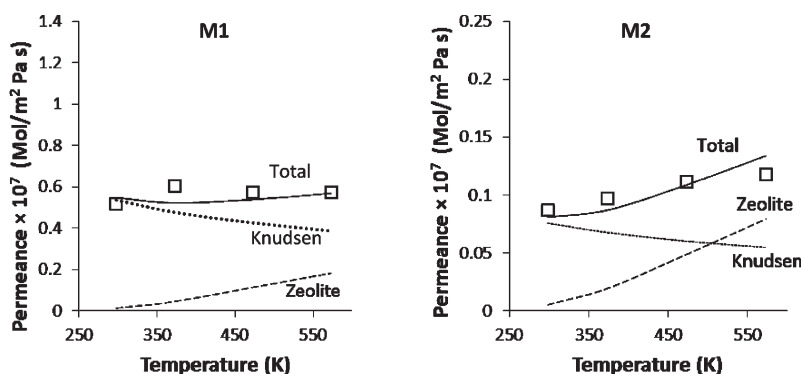 M1
Permeance × 10⁷ (Mol/m² Pa s)
1.4
1.2
1
0.8
0.6
0.4
0.2
0
Total
Knudsen
Zeolite
250
350
450
550
Temperature (K)
M2
Permeance × 10⁷ (Mol/m² Pa s)
0.25
0.2
0.15
0.1
0.05
0
Total
Zeolite
Knudsen
250
350
450
550
Temperature (K)